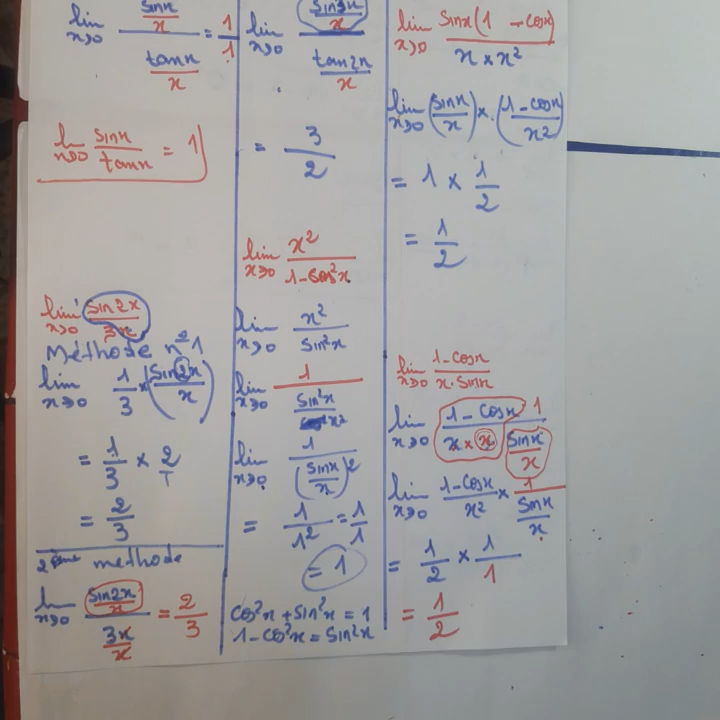 lim x→0 (sinx/x)/(tanx/x) = 1/1
lim x→0 sinx/tanx = 1
lim x→0 sin2x/3x
Méthode n°1
lim x→0 1/3 × (sin2x/x)
= 1/3 × 2/1
= 2/3
2ème méthode
lim x→0 (sin2x/x)/(3x/x) = 2/3
lim x→0 (sin3x/x)/(tan2x/x)
= 3/2
lim x→0 x²/(1-cos²x)
lim x→0 x²/sin²x
lim x→0 1/(sin²x/x²)
lim x→0 1/(sinx/x)²
= 1/1² = 1/1
= 1
cos²x + sin²x = 1
1-cos²x = sin²x
lim x→0 sinx(1-cosx)/(x×x²)
lim x→0 (sinx/x)×(1-cosx/x²)
= 1 × 1/2
= 1/2
lim x→0 (1-cosx)/(x·sinx)
lim x→0 (1-cosx)/(x×x) 1/(sinx/x)
lim x→0 (1-cosx)/x² × 1/(sinx/x)
= 1/2 × 1/1
= 1/2